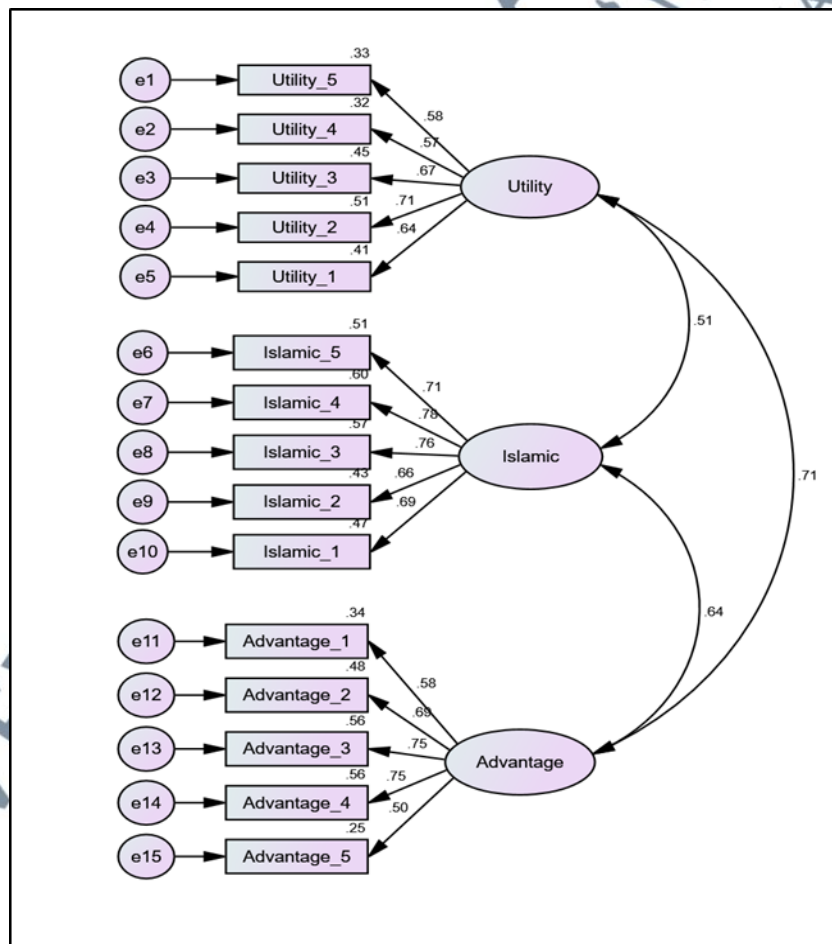 .33
e1 Utility_5
.58
.32
e2 Utility_4
.57
.45
e3 Utility_3
.67
Utility
.51
.71
e4 Utility_2
.64
.41
e5 Utility_1
.51
.51
e6 Islamic_5
.71
.60
e7 Islamic_4
.78
.57
e8 Islamic_3
.76
Islamic
.43
.66
e9 Islamic_2
.69
.47
e10 Islamic_1
.71
.64
.34
e11 Advantage_1
.58
.48
e12 Advantage_2
.69
.56
e13 Advantage_3
.75
Advantage
.56
.75
e14 Advantage_4
.50
.25
e15 Advantage_5